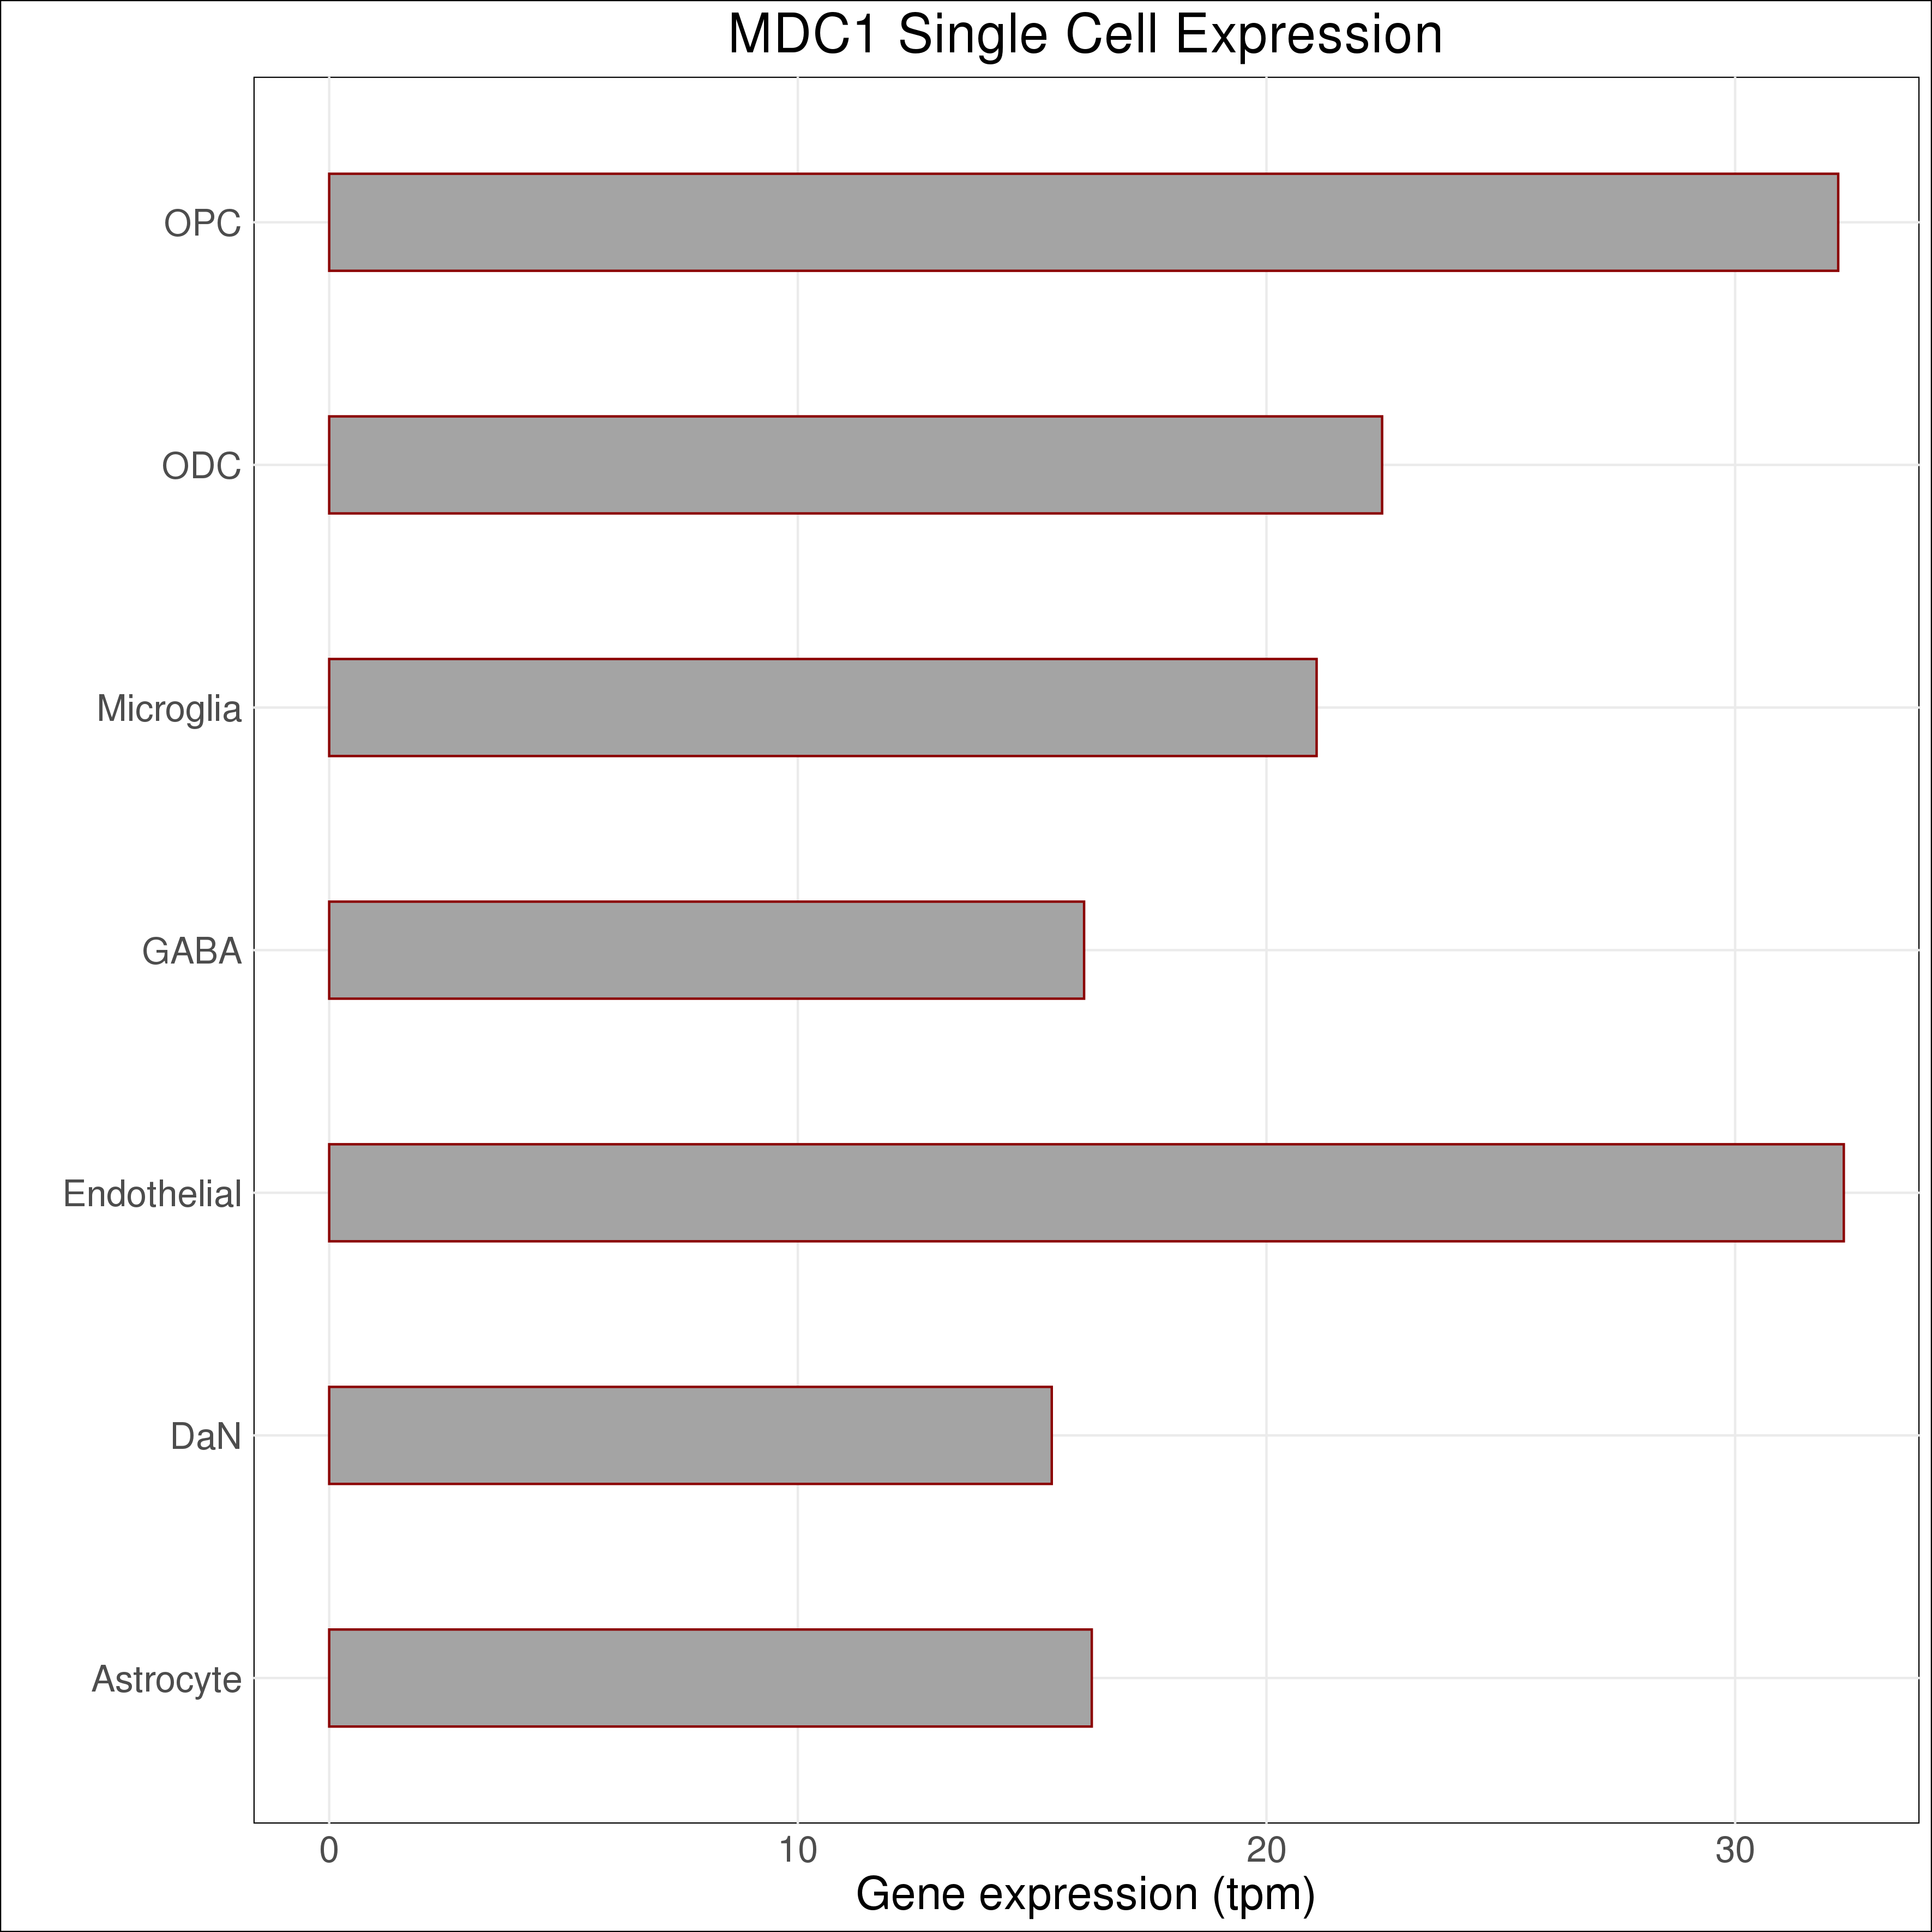 MDC1 Single Cell Expression
OPC
ODC
Microglia
GABA
Endothelial
DaN
Astrocyte
0 10 20 30
Gene expression (tpm)